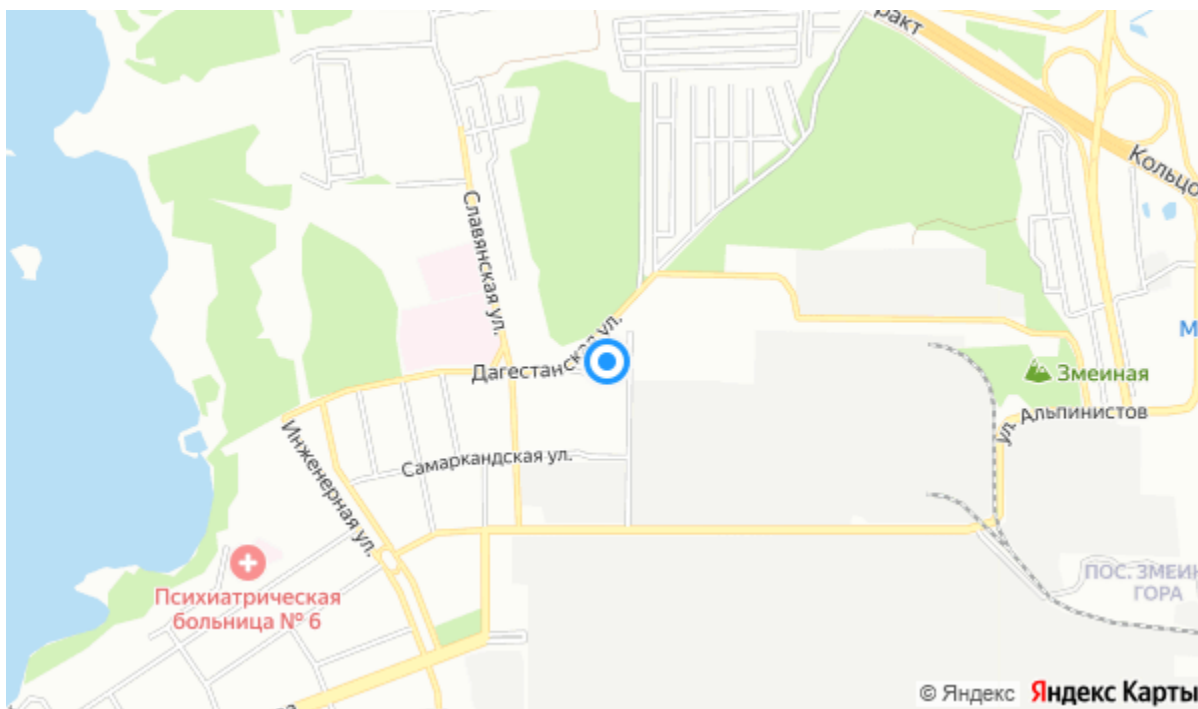 ракт
Кольцо
Славянская ул.
Дагестанская ул.
М
Змеиная
ул. Альпинистов
Самаркандская ул.
Инженерная ул.
Психиатрическая
больница № 6
ПОС. ЗМЕИН
ГОРА
© Яндекс Яндекс Карты